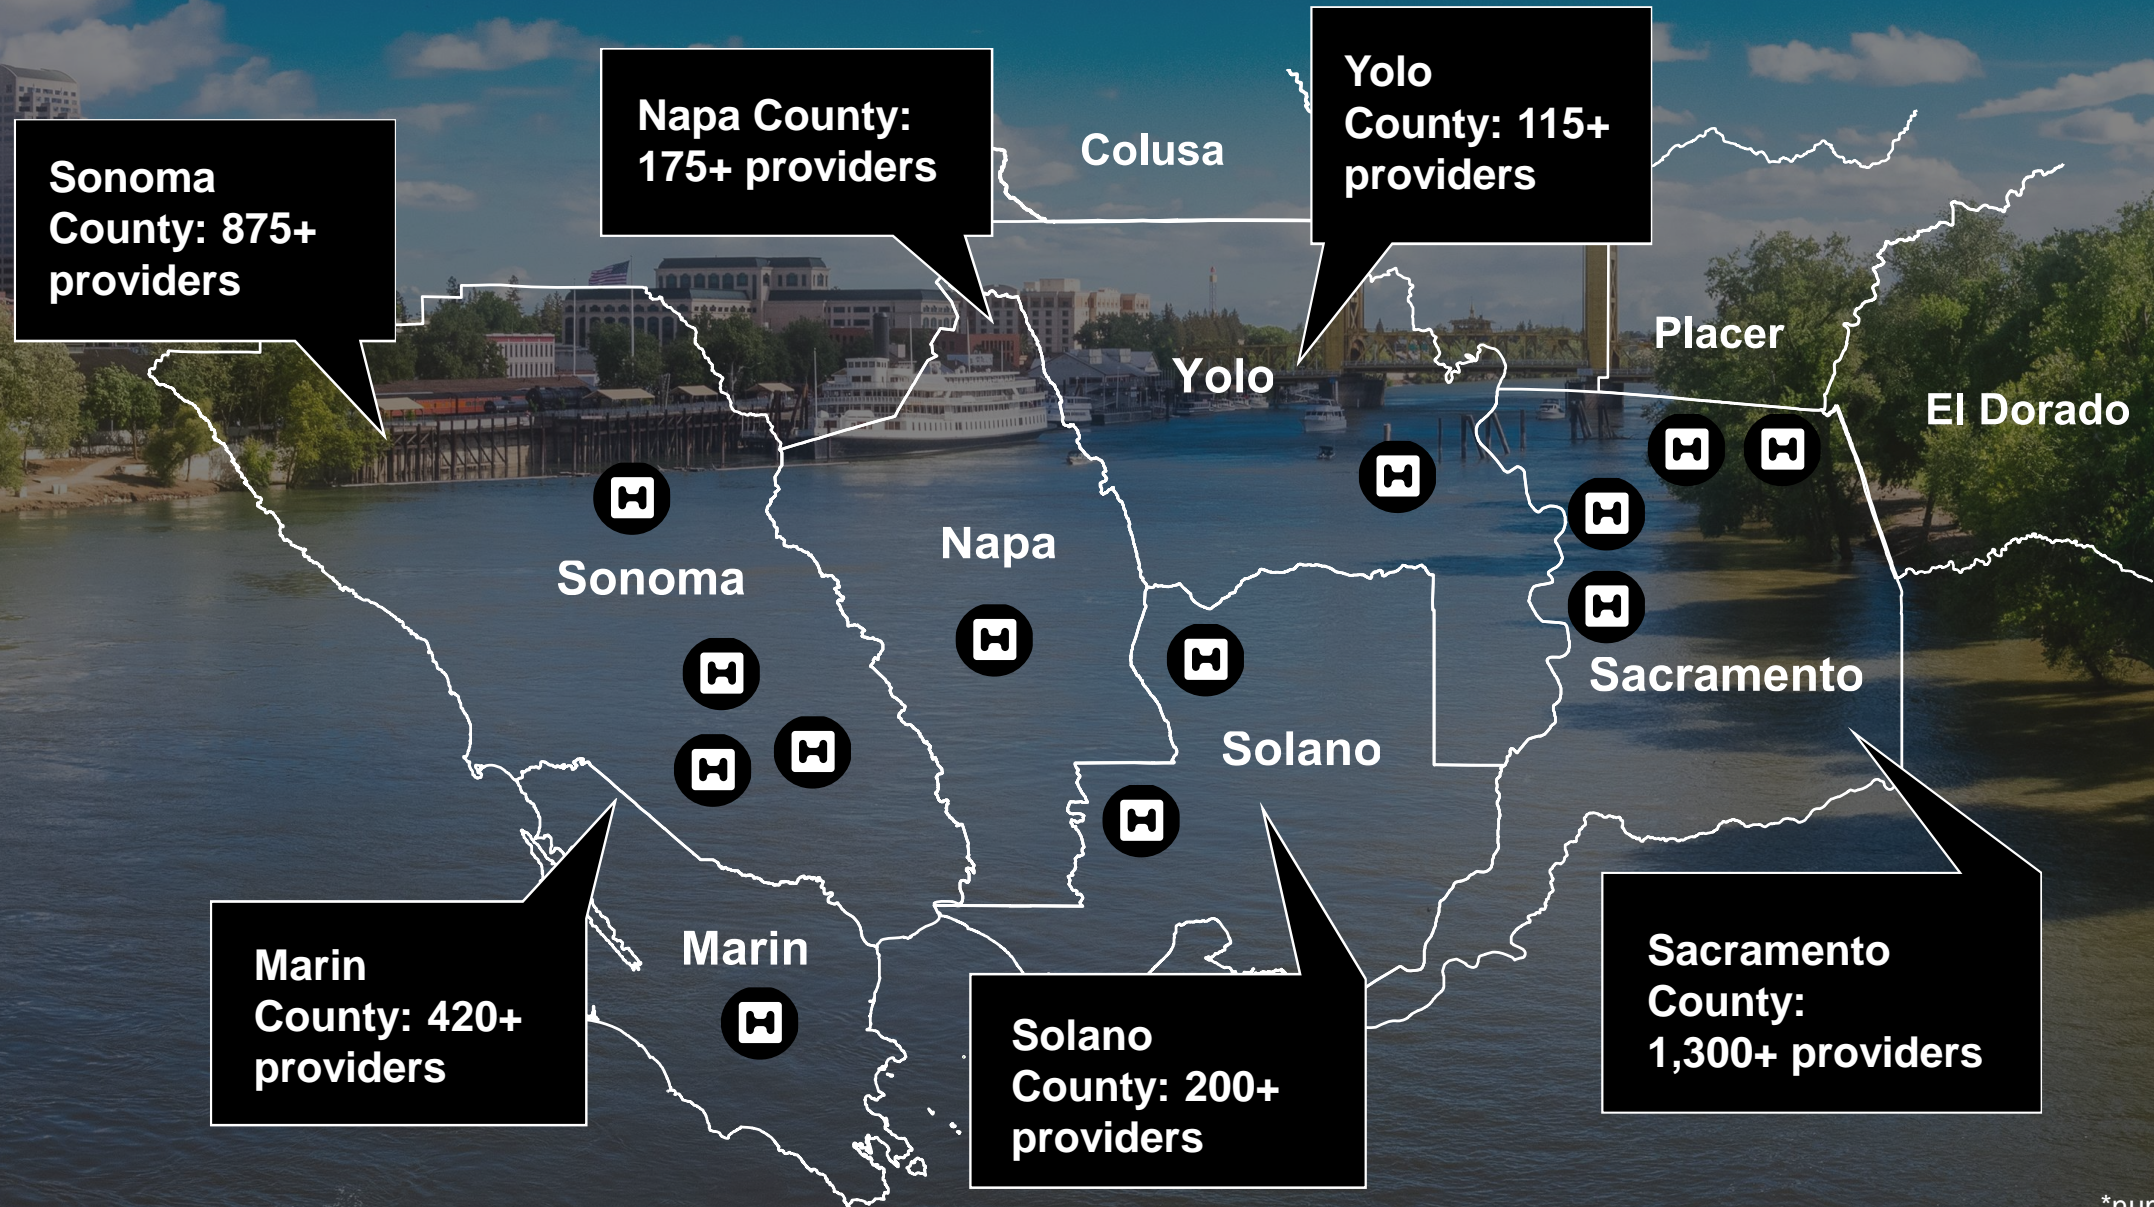 Yolo
County: 115+
providers
Napa County:
175+ providers
Colusa
Sonoma
County: 875+
providers
Placer
Yolo
El Dorado
Napa
Sonoma
Sacramento
Solano
Marin
Marin
County: 420+
providers
Solano
County: 200+
providers
Sacramento
County:
1,300+ providers